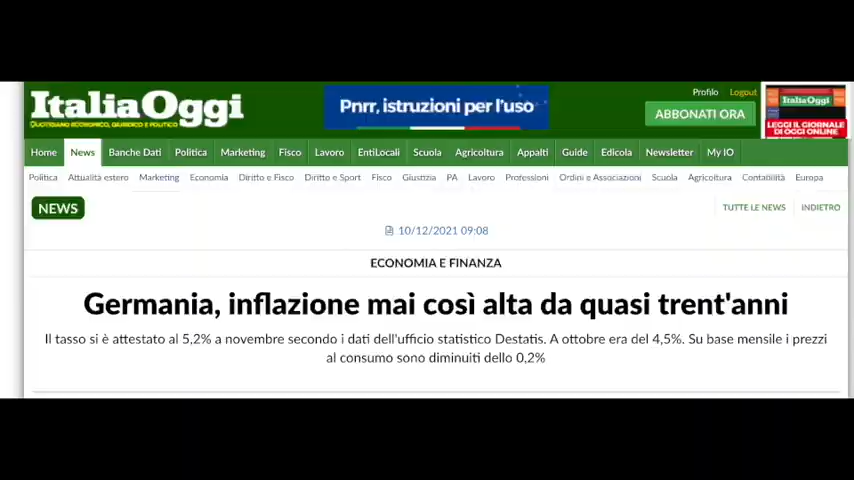 ItaliaOggi
QUOTIDIANO ECONOMICO, GIURIDICO E POLITICO
Pnrr, istruzioni per l'uso
Profilo Logout
ABBONATI ORA
ItaliaOggi
LEGGI IL GIORNALE
DI OGGI ONLINE
Home News Banche Dati Politica Marketing Fisco Lavoro EntiLocali Scuola Agricoltura Appalti Guide Edicola Newsletter My IO
Politica Attualità estero Marketing Economia Diritto e Fisco Diritto e Sport Fisco Giustizia PA Lavoro Professioni Ordini e Associazioni Scuola Agricoltura Contabilità Europa
NEWS
TUTTE LE NEWS INDIETRO
10/12/2021 09:08
ECONOMIA E FINANZA
Germania, inflazione mai così alta da quasi trent'anni
Il tasso si è attestato al 5,2% a novembre secondo i dati dell'ufficio statistico Destatis. A ottobre era del 4,5%. Su base mensile i prezzi
al consumo sono diminuiti dello 0,2%